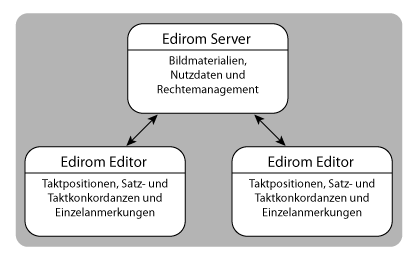 Edirom Server
Bildmaterialien,
Nutzdaten und
Rechtemanagement
Edirom Editor
Taktpositionen, Satz- und
Taktkonkordanzen und
Einzelanmerkungen
Edirom Editor
Taktpositionen, Satz- und
Taktkonkordanzen und
Einzelanmerkungen